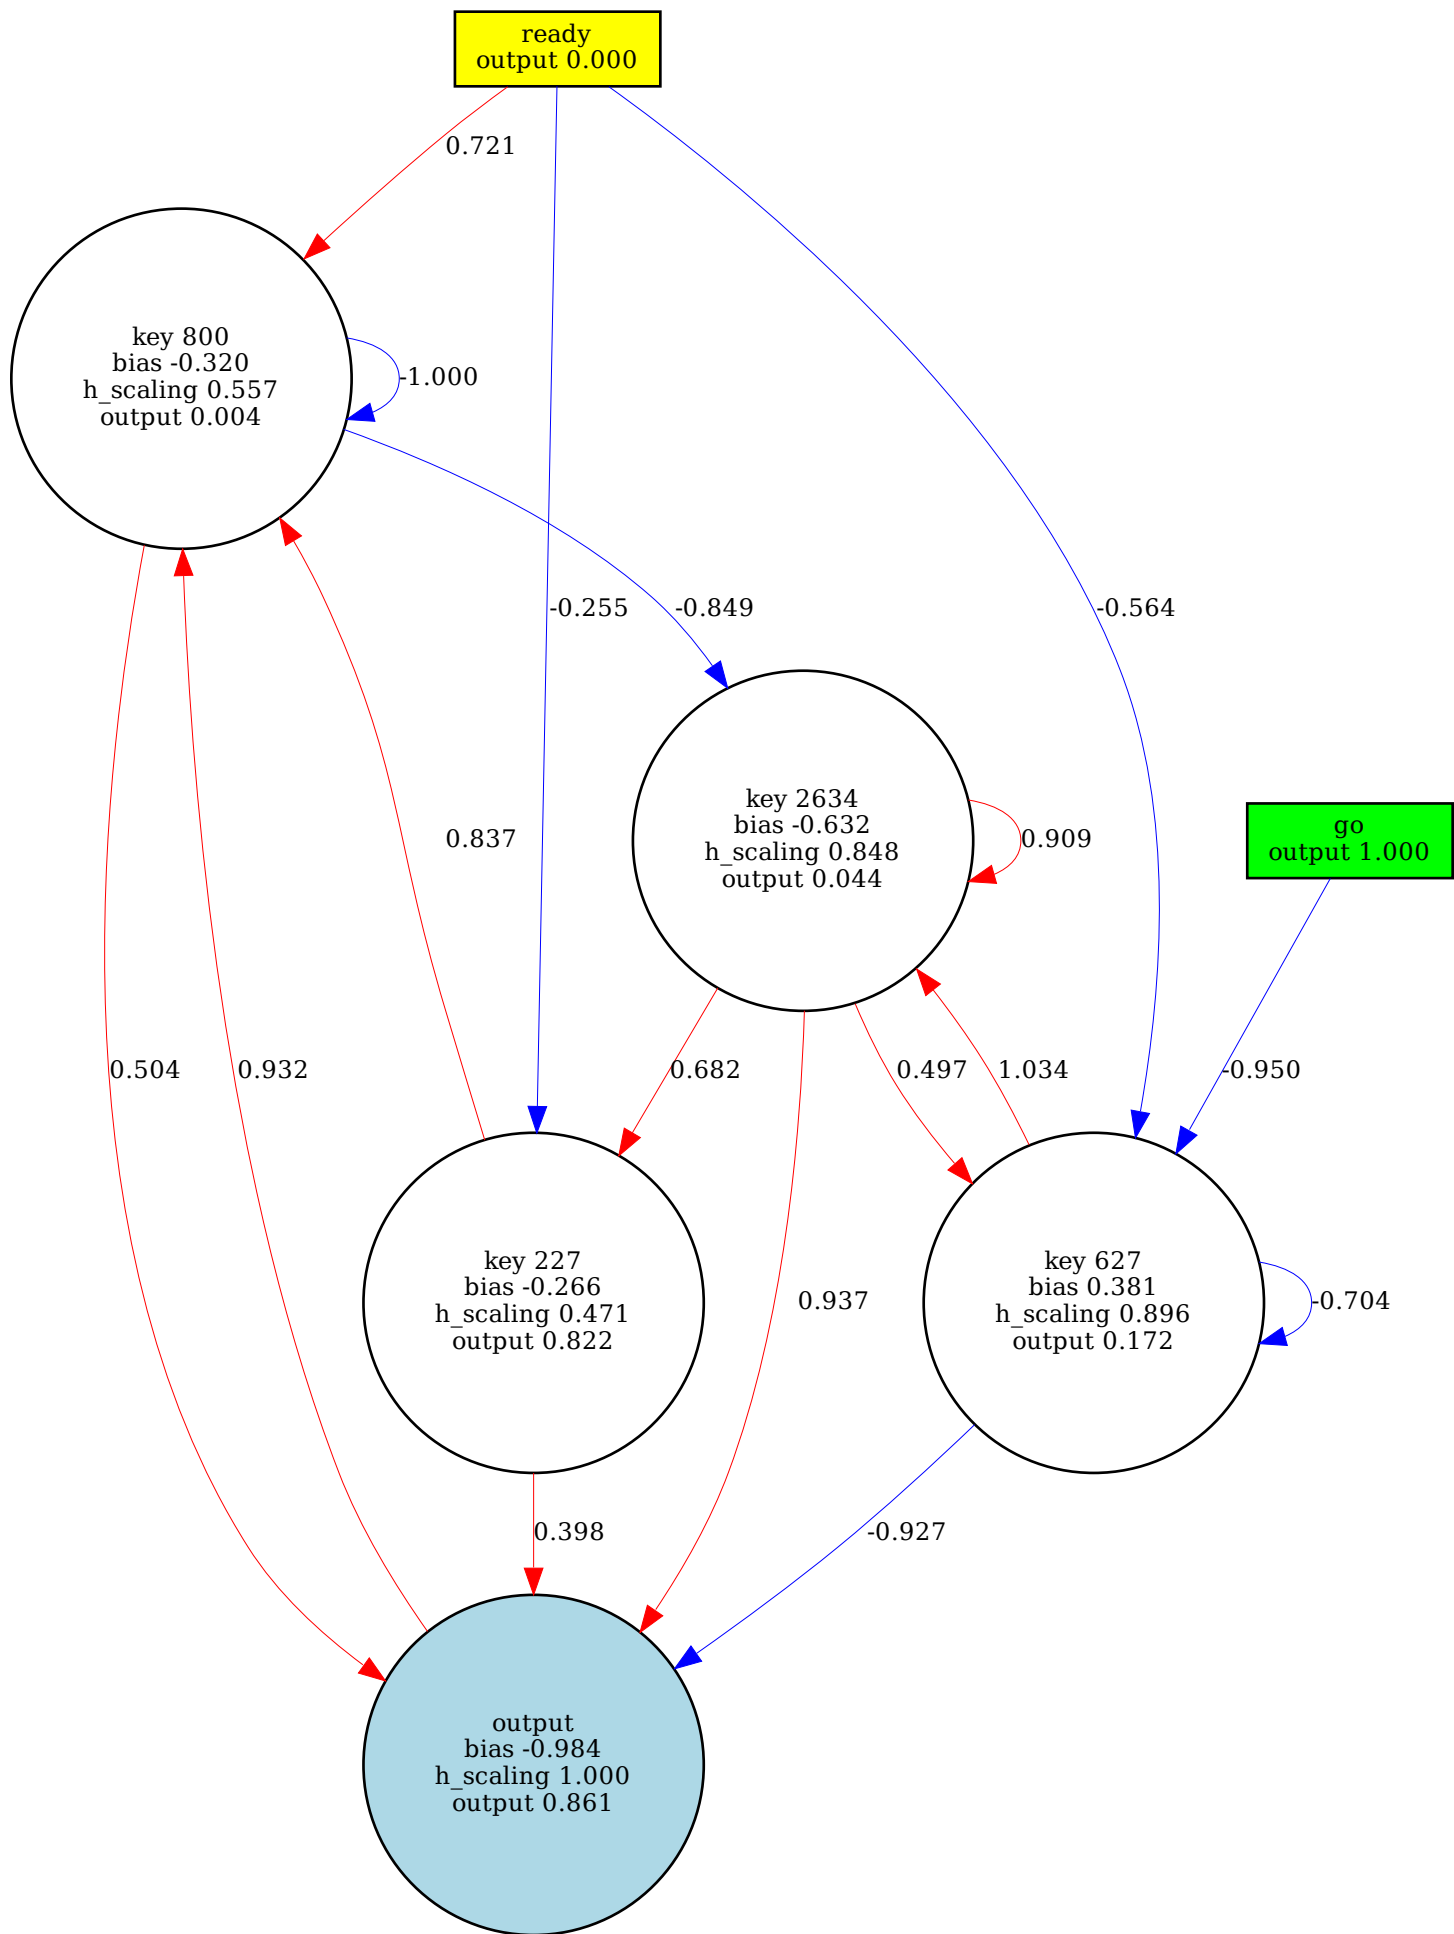 ready
output 0.000
0.721
key 800
bias -0.320
h_scaling 0.557
output 0.004
-1.000
-0.255
-0.849
-0.564
key 2634
bias -0.632
h_scaling 0.848
output 0.044
0.909
0.837
go
output 1.000
0.504
0.932
0.682
0.497
1.034
-0.950
key 227
bias -0.266
h_scaling 0.471
output 0.822
0.937
key 627
bias 0.381
h_scaling 0.896
output 0.172
-0.704
0.398
-0.927
output
bias -0.984
h_scaling 1.000
output 0.861